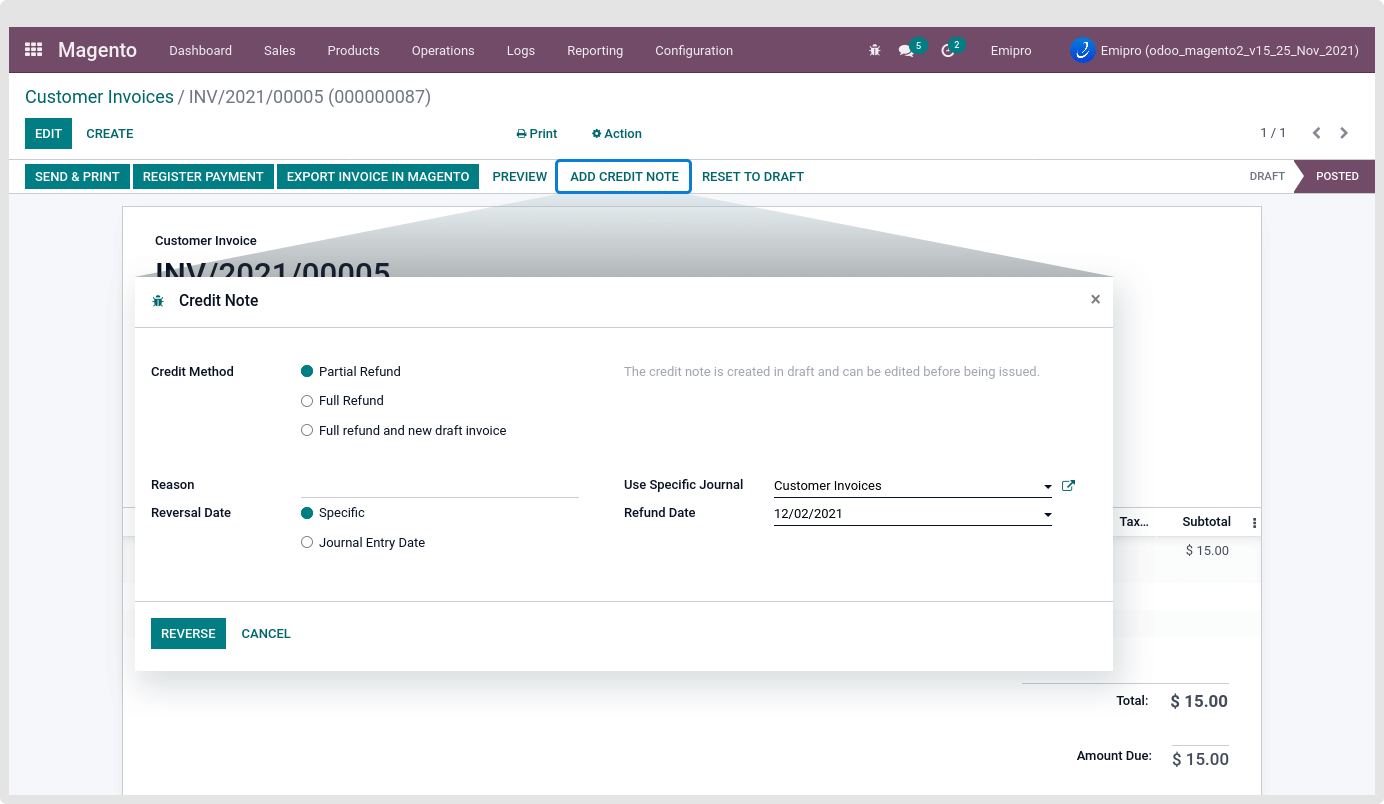 Magento Dashboard Sales Products Operations Logs Reporting Configuration 5 2 Emipro Emipro (odoo_magento2_v15_25_Nov_2021)
Customer Invoices / INV/2021/00005 (000000087)
EDIT CREATE Print Action 1 / 1
SEND & PRINT REGISTER PAYMENT EXPORT INVOICE IN MAGENTO PREVIEW ADD CREDIT NOTE RESET TO DRAFT DRAFT POSTED
Customer Invoice
INV/2021/00005
Credit Note ×
Credit Method Partial Refund The credit note is created in draft and can be edited before being issued.
Full Refund
Full refund and new draft invoice
Reason Use Specific Journal Customer Invoices
Reversal Date Specific Refund Date 12/02/2021
Journal Entry Date
Tax... Subtotal
$ 15.00
REVERSE CANCEL
Total: $ 15.00
Amount Due: $ 15.00